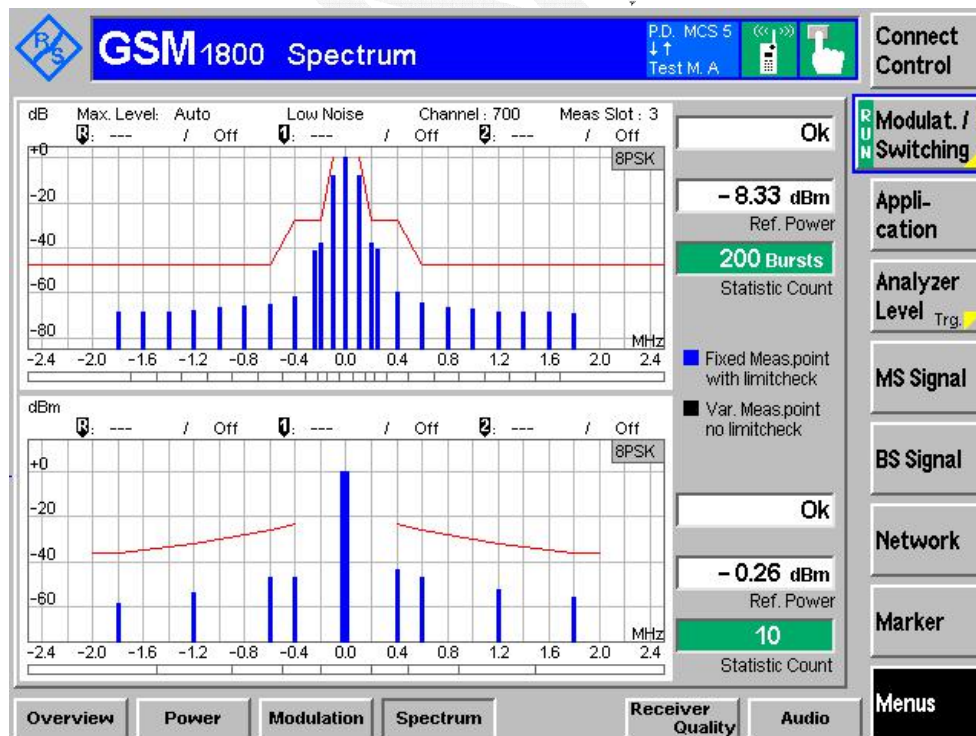 R/S
GSM 1800 Spectrum
P.D. MCS 5
↓↑
Test M. A
Connect
Control
dB Max. Level: Auto Low Noise Channel : 700 Meas Slot : 3
R: --- / Off 1: --- / Off 2: --- / Off
+0
8PSK
-20
-40
-60
-80
MHz
-2.4 -2.0 -1.6 -1.2 -0.8 -0.4 0.0 0.4 0.8 1.2 1.6 2.0 2.4
Ok
-8.33 dBm
Ref. Power
200 Bursts
Statistic Count
Fixed Meas.point
with limitcheck
Var. Meas.point
no limitcheck
dBm
R: --- / Off 1: --- / Off 2: --- / Off
8PSK
+0
-20
-40
-60
MHz
-2.4 -2.0 -1.6 -1.2 -0.8 -0.4 0.0 0.4 0.8 1.2 1.6 2.0 2.4
Ok
-0.26 dBm
Ref. Power
10
Statistic Count
RUN
Modulat. /
Switching
Appli-
cation
Analyzer
Level Trg.
MS Signal
BS Signal
Network
Marker
Menus
Overview Power Modulation Spectrum Receiver Quality Audio